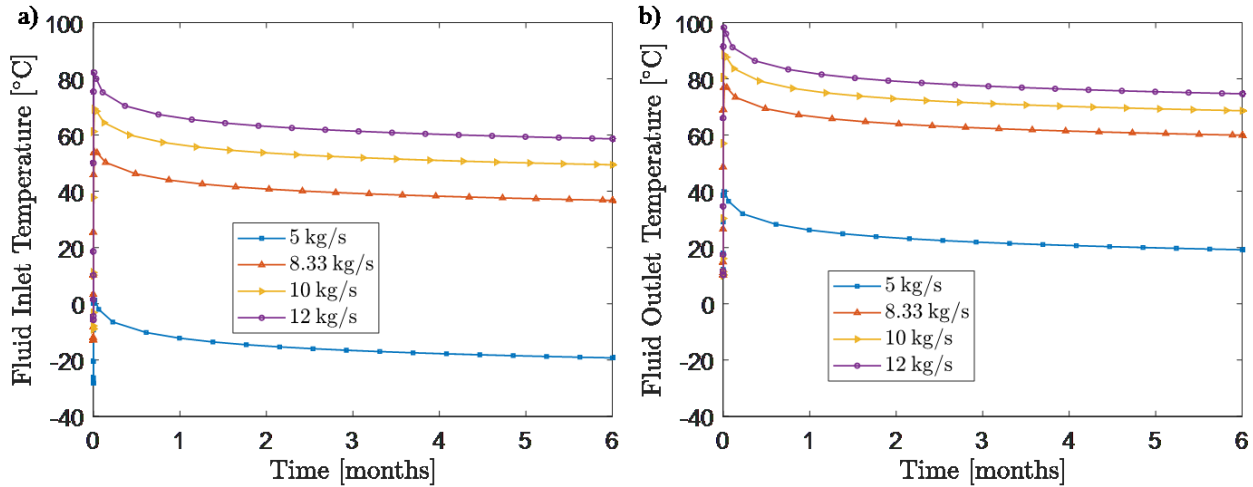 a)
Fluid Inlet Temperature [°C]
100
80
60
40
20
0
-20
-40
0 1 2 3 4 5 6
Time [months]
5 kg/s
8.33 kg/s
10 kg/s
12 kg/s
b)
Fluid Outlet Temperature [°C]
100
80
60
40
20
0
-20
-40
0 1 2 3 4 5 6
Time [months]
5 kg/s
8.33 kg/s
10 kg/s
12 kg/s